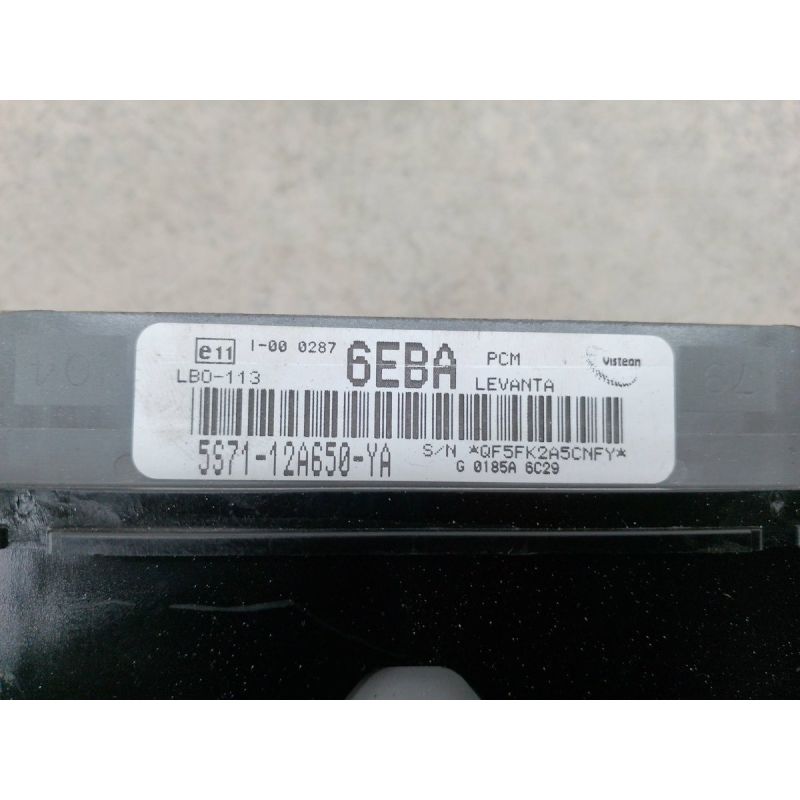 e11 I-00 0287 6EBA PCM Visteon
LBO-113 LEVANTA
5S71-12A650-YA S/N *QF5FK2A5CNFY*
G 0185A 6C29